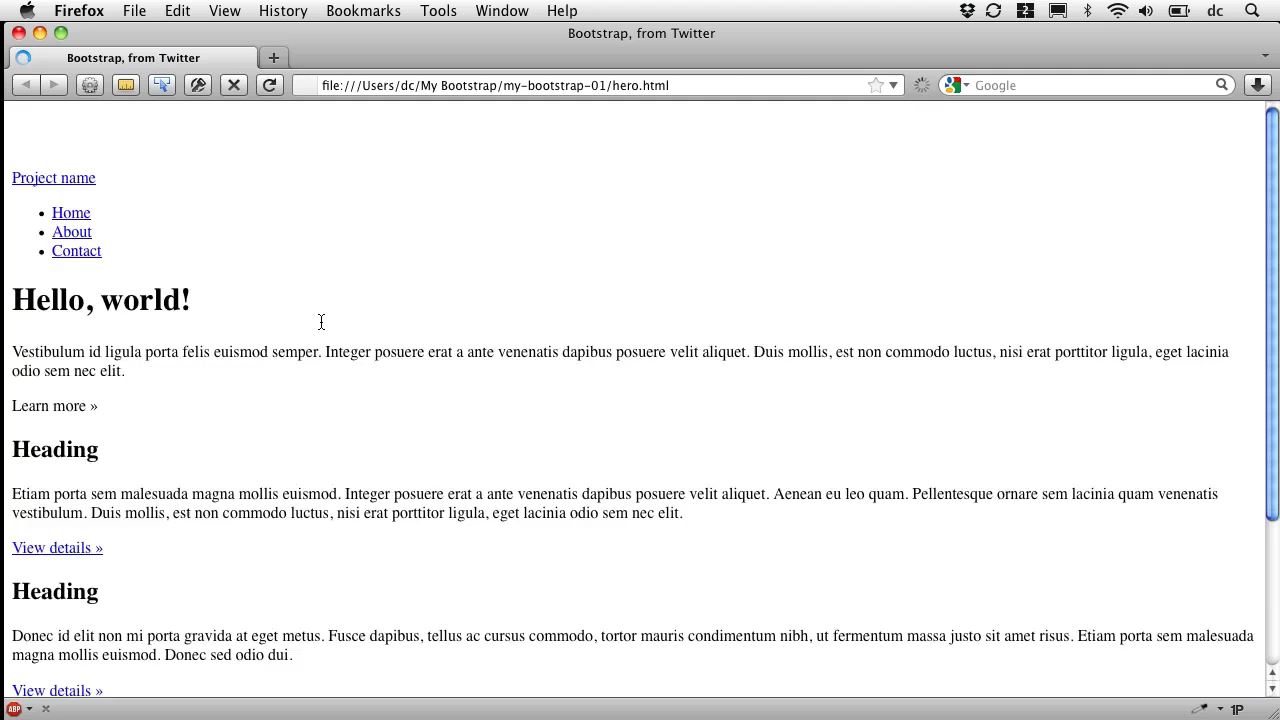 Firefox File Edit View History Bookmarks Tools Window Help 2 dc
Bootstrap, from Twitter
Bootstrap, from Twitter
file:///Users/dc/My Bootstrap/my-bootstrap-01/hero.html Google
Project name
Home
About
Contact
Hello, world!
Vestibulum id ligula porta felis euismod semper. Integer posuere erat a ante venenatis dapibus posuere velit aliquet. Duis mollis, est non commodo luctus, nisi erat porttitor ligula, eget lacinia
odio sem nec elit.
Learn more »
Heading
Etiam porta sem malesuada magna mollis euismod. Integer posuere erat a ante venenatis dapibus posuere velit aliquet. Aenean eu leo quam. Pellentesque ornare sem lacinia quam venenatis
vestibulum. Duis mollis, est non commodo luctus, nisi erat porttitor ligula, eget lacinia odio sem nec elit.
View details »
Heading
Donec id elit non mi porta gravida at eget metus. Fusce dapibus, tellus ac cursus commodo, tortor mauris condimentum nibh, ut fermentum massa justo sit amet risus. Etiam porta sem malesuada
magna mollis euismod. Donec sed odio dui.
View details »
ABP 1P